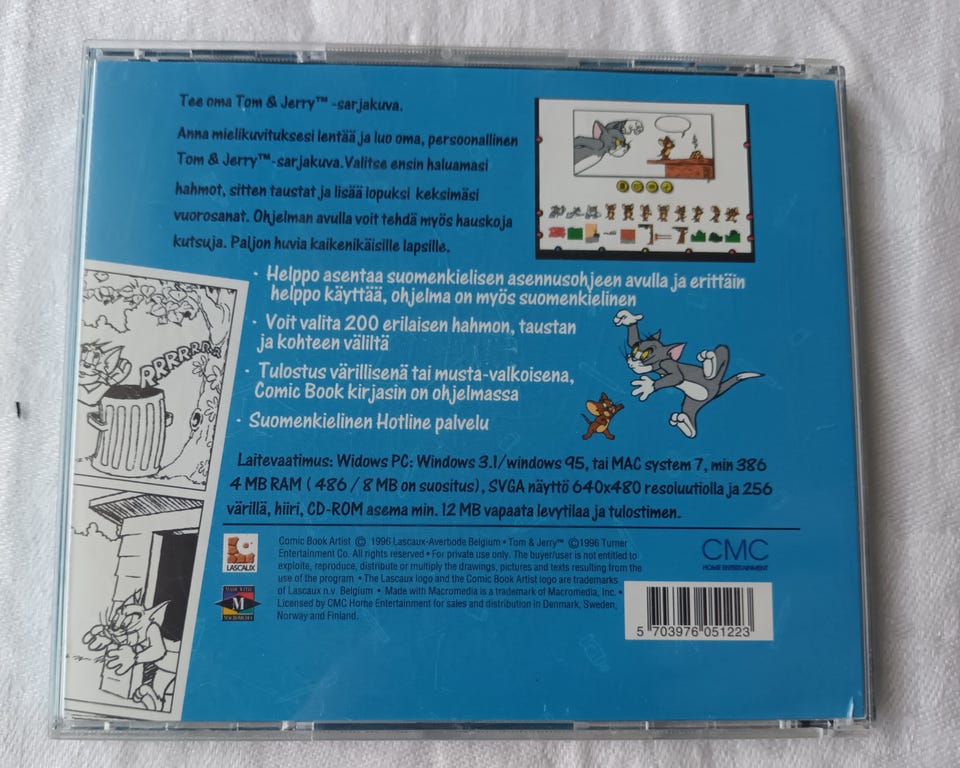 Tee oma Tom & Jerry™ -sarjakuva.
Anna mielikuvituksesi lentää ja luo oma, persoonallinen
Tom & Jerry™-sarjakuva. Valitse ensin haluamasi
hahmot, sitten taustat ja lisää lopuksi keksimäsi
vuorosanat. Ohjelman avulla voit tehdä myös hauskoja
kutsuja. Paljon huvia kaikenikäisille lapsille.
· Helppo asentaa suomenkielisen asennusohjeen avulla ja erittäin
helppo käyttää, ohjelma on myös suomenkielinen
· Voit valita 200 erilaisen hahmon, taustan
ja kohteen väliltä
· Tulostus värillisenä tai musta-valkoisena,
Comic Book kirjasin on ohjelmassa
· Suomenkielinen Hotline palvelu
RRRRRRR
Laitevaatimus: Widows PC: Windows 3.1/windows 95, tai MAC system 7, min 386
4 MB RAM ( 486 / 8 MB on suositus), SVGA näyttö 640x480 resoluutiolla ja 256
värillä, hiiri, CD-ROM asema min. 12 MB vapaata levytilaa ja tulostimen.
LASCAUX
MADE WITH
M
MACROMEDIA
Comic Book Artist © 1996 Lascaux-Averbode Belgium • Tom & Jerry™ ©1996 Turner
Entertainment Co. All rights reserved • For private use only. The buyer/user is not entitled to
exploite, reproduce, distribute or multiply the drawings, pictures and texts resulting from the
use of the program • The Lascaux logo and the Comic Book Artist logo are trademarks
of Lascaux n.v. Belgium • Made with Macromedia is a trademark of Macromedia, Inc. •
Licensed by CMC Home Entertainment for sales and distribution in Denmark, Sweden,
Norway and Finland.
CMC
HOME ENTERTAINMENT
5 703976 051223